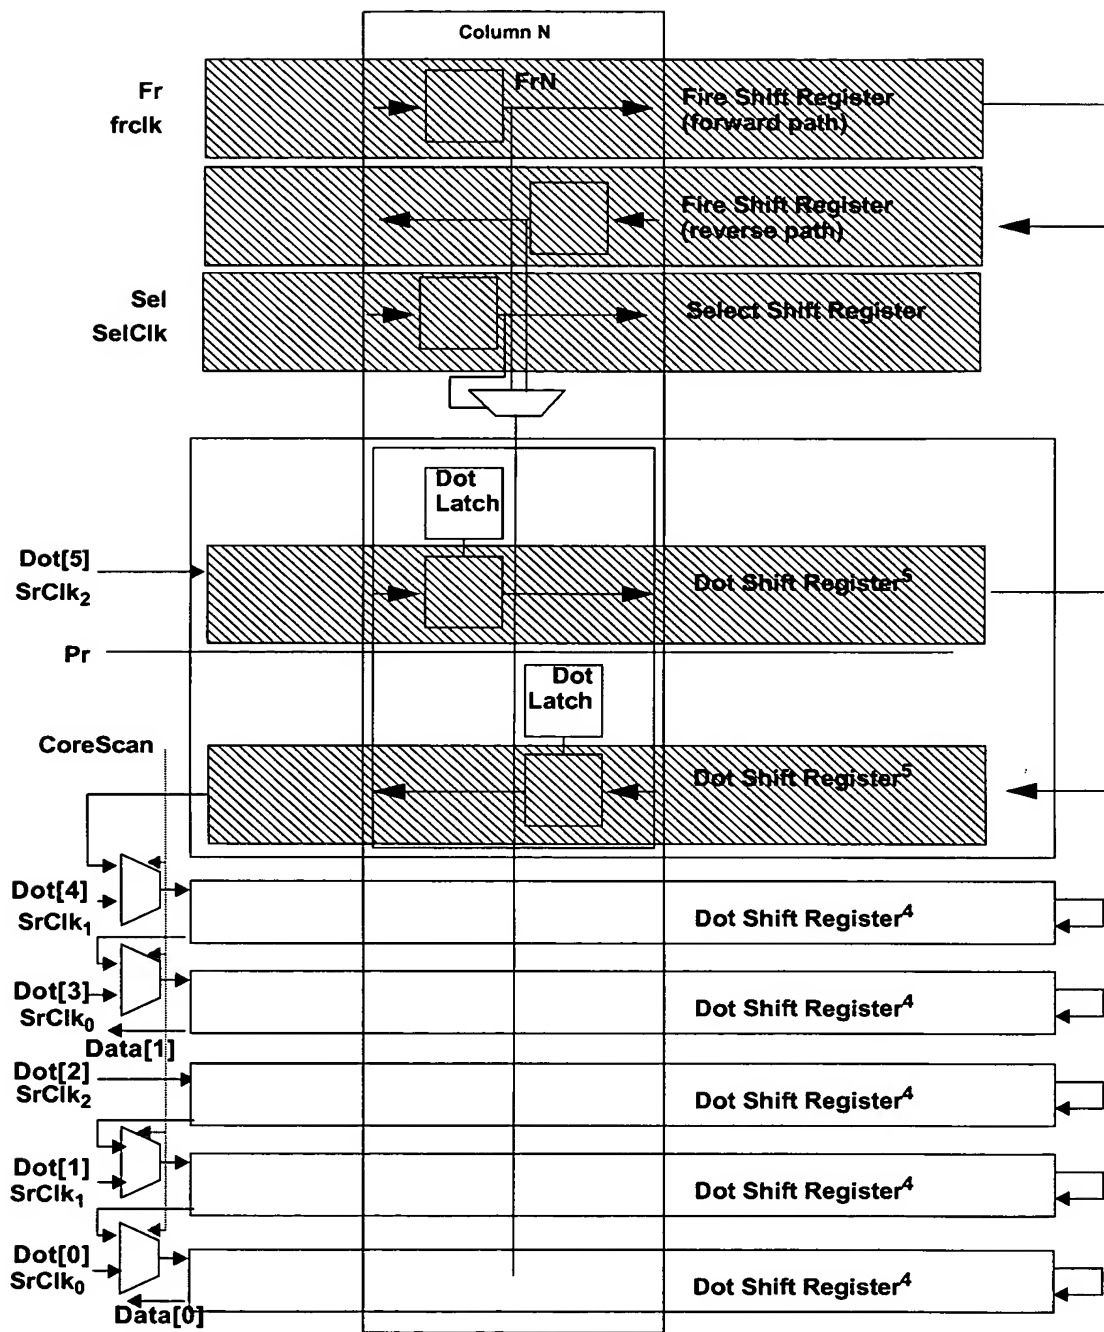 Column N
Fr
frclk
FrN
Fire Shift Register
(forward path)
Fire Shift Register
(reverse path)
Sel
SelClk
Select Shift Register
Dot
Latch
Dot[5]
SrClk2
Dot Shift Register5
Pr
Dot
Latch
CoreScan
Dot Shift Register5
Dot[4]
SrClk1
Dot Shift Register4
Dot[3]
SrClk0
Dot Shift Register4
Data[1]
Dot[2]
SrClk2
Dot Shift Register4
Dot[1]
SrClk1
Dot Shift Register4
Dot[0]
SrClk0
Dot Shift Register4
Data[0]